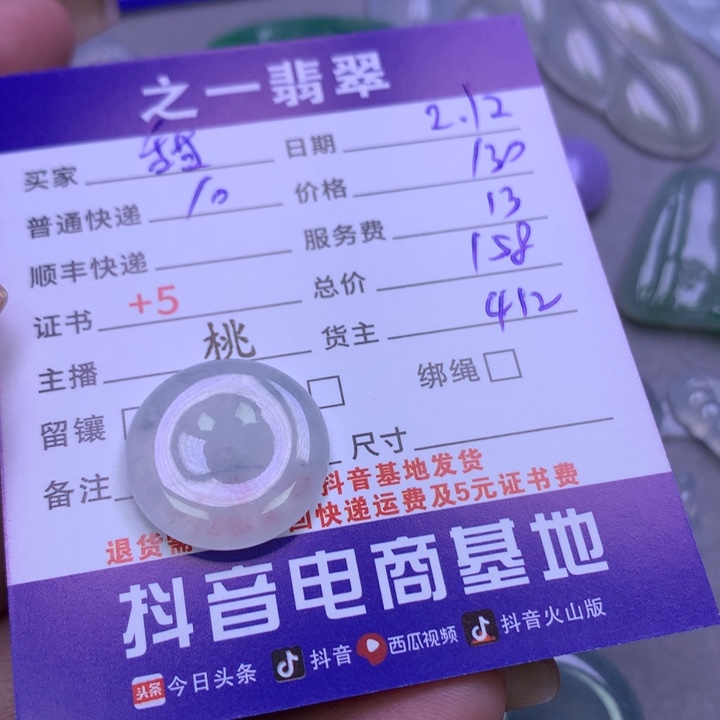 之一翡翠
买家 日期 2.12
普通快递 10 价格 130
顺丰快递 服务费 13
证书 +5 总价 158
主播 桃 货主 412
留镶 绑绳
备注 尺寸
抖音基地发货
退货需 回快递运费及5元证书费
抖音电商基地
头条 今日头条 抖音 西瓜视频 抖音火山版